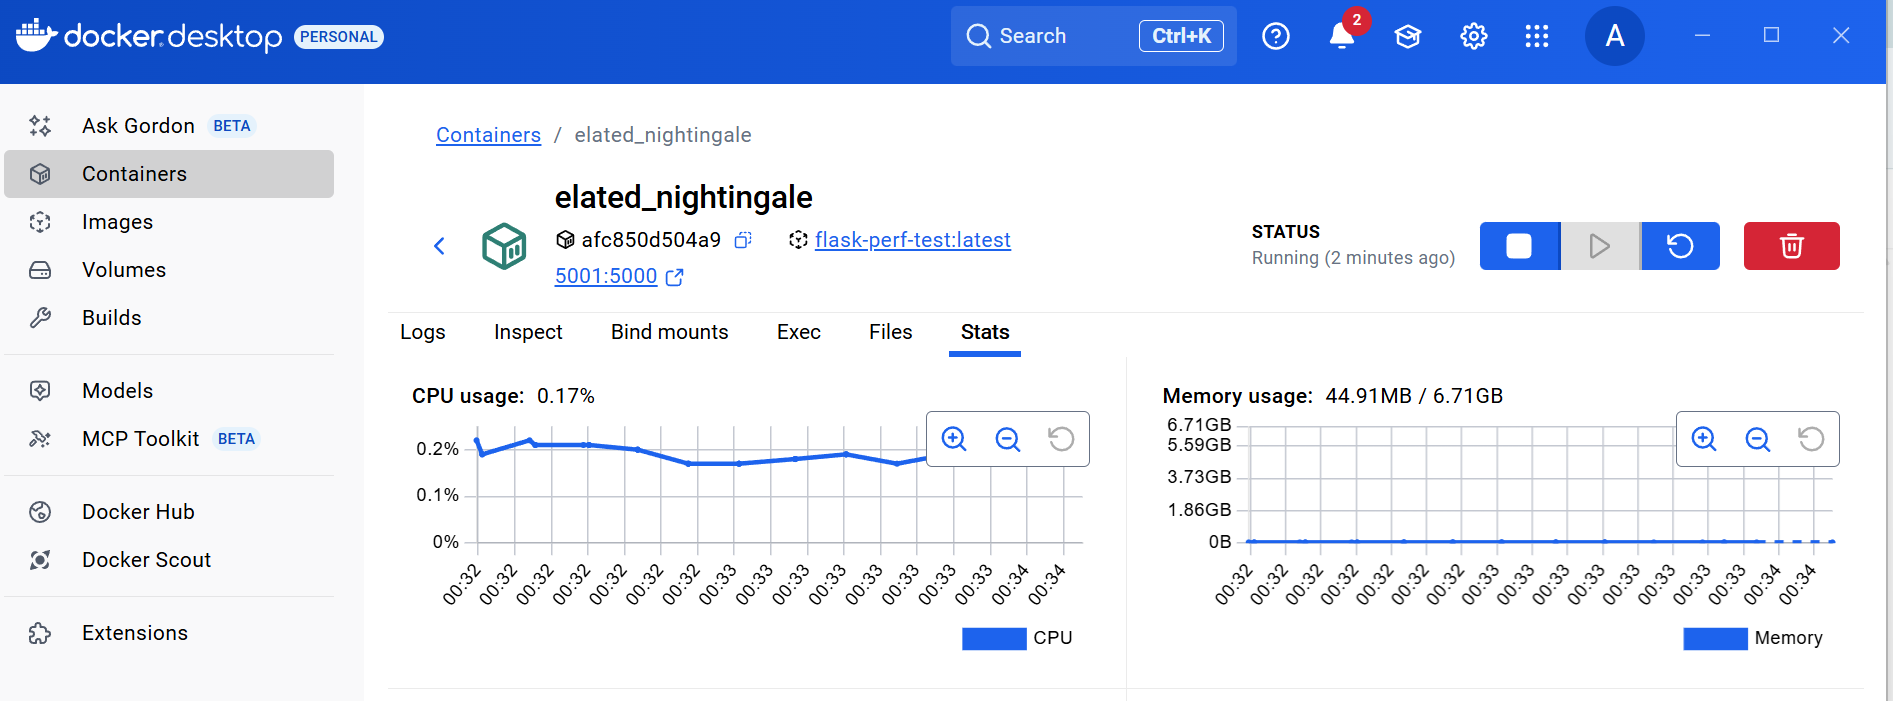 docker desktop PERSONAL
Search Ctrl+K
2
A
Ask Gordon BETA
Containers
Images
Volumes
Builds
Models
MCP Toolkit BETA
Docker Hub
Docker Scout
Extensions
Containers / elated_nightingale
elated_nightingale
afc850d504a9 flask-perf-test:latest
5001:5000
STATUS
Running (2 minutes ago)
Logs Inspect Bind mounts Exec Files Stats
CPU usage: 0.17%
0.2%
0.1%
0%
00:32 00:32 00:32 00:32 00:32 00:32 00:32 00:33 00:33 00:33 00:33 00:33 00:33 00:33 00:33 00:34 00:34
CPU
Memory usage: 44.91MB / 6.71GB
6.71GB
5.59GB
3.73GB
1.86GB
0B
00:32 00:32 00:32 00:32 00:32 00:32 00:32 00:33 00:33 00:33 00:33 00:33 00:33 00:33 00:33 00:34 00:34
Memory